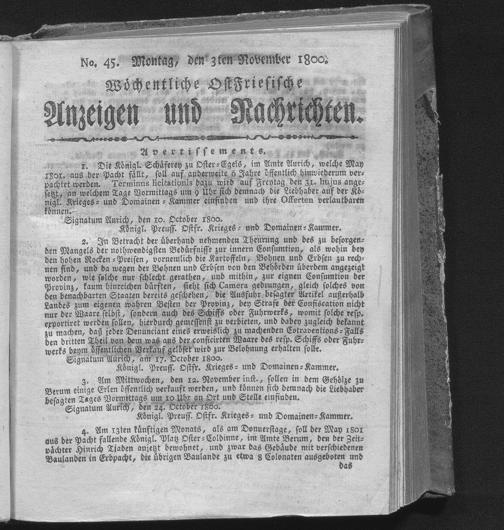 No. 45. Montag, den 3ten November 1800.
Wöchentliche OstFriesische
Anzeigen und Nachrichten.
Avertissements.
1. Die Königl. Schäferey zu Oster-Egels, im Amte Aurich, welche May
1801. aus der Pacht fällt, soll auf anderweite 6 Jahre öffentlich hinwiederum ver-
pachtet werden. Terminus licitationis dazu wird auf Freytag den 31. hujus ange-
setzt, an welchem Tage Vormittags um 9 Uhr sich demnach die Liebhaber auf der Kö-
nigl. Krieges- und Domainen-Cammer einfinden und ihre Offerten verlautbaren
können.
Signatum Aurich, den 10. October 1800.
Königl. Preuss. Ostfr. Krieges- und Domainen-Kammer.
2. In Betracht der überhand nehmenden Theurung und des zu besorgen-
den Mangels der nothwendigsten Bedürfnisse zur innern Consumtion, als wohin bey
den hohen Rocken-Preisen, vornemlich die Kartoffeln, Bohnen und Erbsen zu rech-
nen sind, und da wegen der Bohnen und Erbsen von den Behörden überdem angezeigt
worden, wie solche nur schlecht gerathen, und mithin, zur eignen Consumtion der
Provinz, kaum hinreichen dürften, sieht sich Camera gedrungen, gleich solches von
den benachbarten Staaten bereits geschehen, die Ausfuhr besagter Artikel ausserhalb
Landes zum eigenen wahren Besten der Provinz, bey Strafe der Confiscation nicht
nur der Waare selbst, sondern auch des Schiffs oder Fuhrwerks, womit solche resp.
exportiret werden sollen, hierdurch gemessenst zu verbieten, und dabey zugleich bekannt
zu machen, daß jeder Denunciant eines erweislich zu machenden Contraventions-Falls
den dritten Theil von dem was aus der confiscirten Waare resp. Schiffs oder Fuhr-
werks beym öffentlichen Verkauf gelöset wird zur Belohnung erhalten solle.
Signatum Aurich, am 17. October 1800.
Königl. Preuss. Ostfr. Krieges- und Domainen-Kammer.
3. Am Mittwochen, den 12. November inst., sollen in dem Gehölze zu
Berum einige Erlen öffentlich verkauft werden, und können sich demnach die Liebhaber
besagten Tages Vormittags um 10 Uhr an Ort und Stelle einfinden.
Signatum Aurich, den 24. October 1800.
Königl. Preuss. Ostfr. Krieges- und Domainen-Kammer.
4. Am 13ten künftigen Monats, als am Donnerstage, soll der May 1801
aus der Pacht fallende Königl. Platz Oster-Coldinne, im Amte Berum, den der Zeit-
pächter Hinrich Tjaden anjetzt bewohnet, und zwar das Gebäude mit verschiedenen
Baulanden in Erbpacht, die übrigen Baulande zu etwa 8 Colonaten ausgeboten und
das